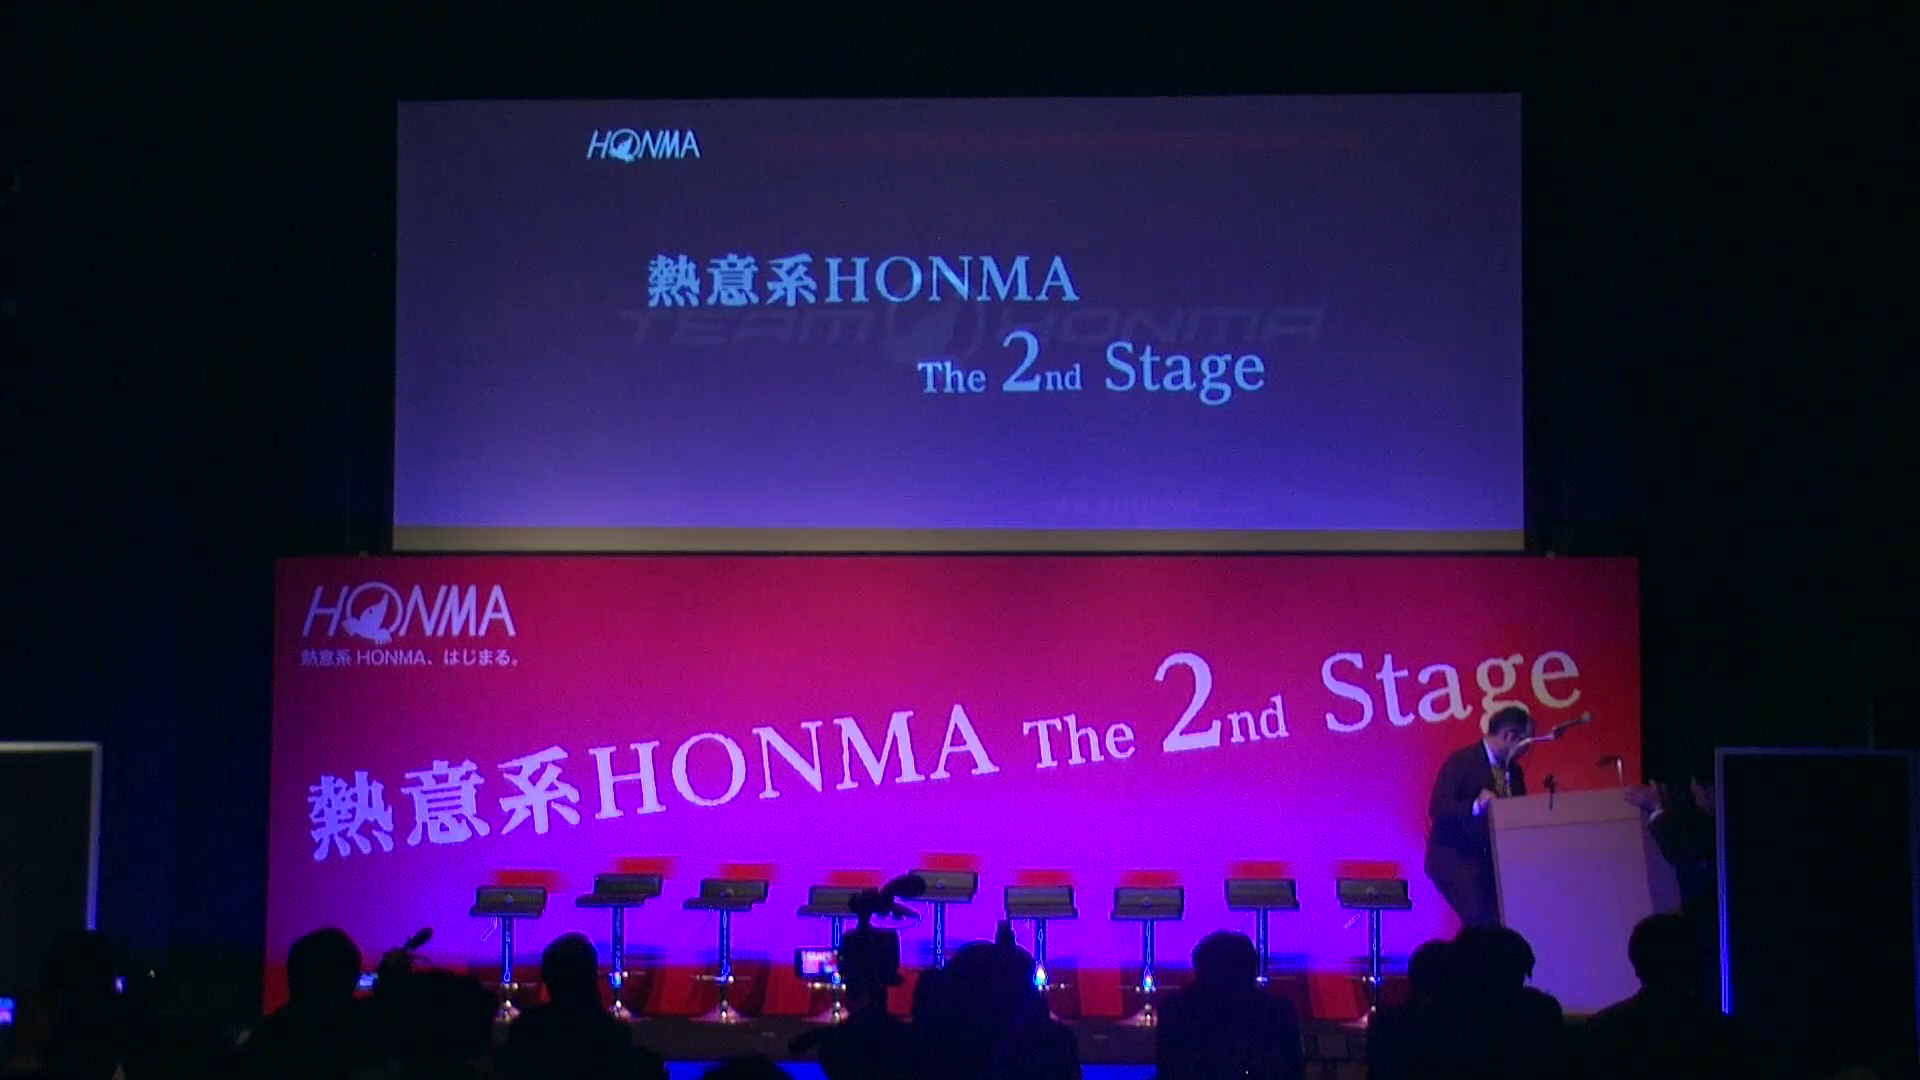 HONMA
熱意系HONMA
TEAM HONMA
The 2nd Stage
HONMA
熱意系 HONMA、はじまる。
熱意系HONMA The 2nd Stage